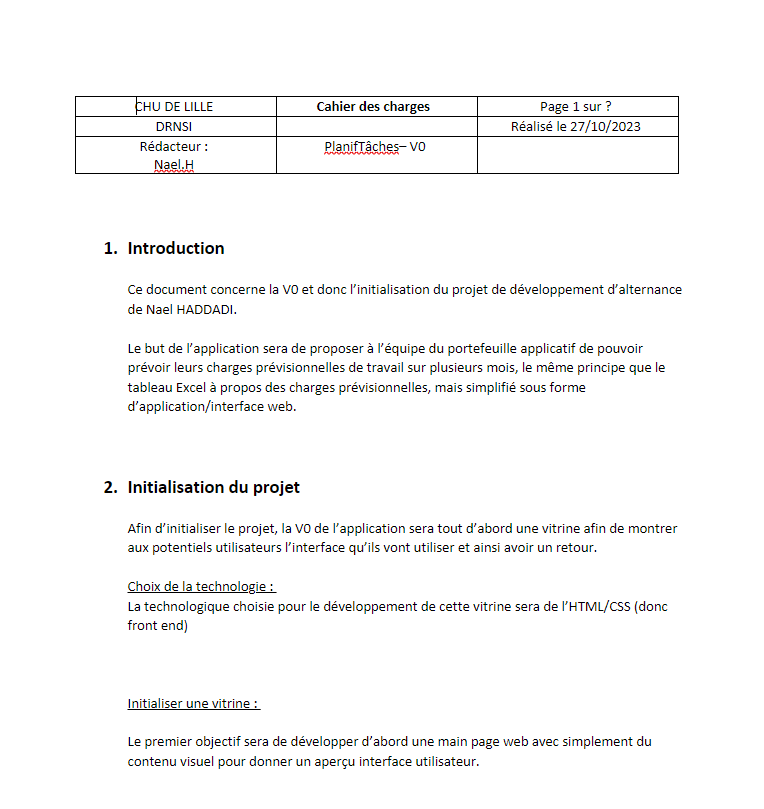 CHU DE LILLE Cahier des charges Page 1 sur ?
DRNSI Réalisé le 27/10/2023
Rédacteur : PlanifTâches– V0
Nael.H
1. Introduction
Ce document concerne la V0 et donc l’initialisation du projet de développement d’alternance
de Nael HADDADI.
Le but de l’application sera de proposer à l’équipe du portefeuille applicatif de pouvoir
prévoir leurs charges prévisionnelles de travail sur plusieurs mois, le même principe que le
tableau Excel à propos des charges prévisionnelles, mais simplifié sous forme
d’application/interface web.
2. Initialisation du projet
Afin d’initialiser le projet, la V0 de l’application sera tout d’abord une vitrine afin de montrer
aux potentiels utilisateurs l’interface qu’ils vont utiliser et ainsi avoir un retour.
Choix de la technologie :
La technologique choisie pour le développement de cette vitrine sera de l’HTML/CSS (donc
front end)
Initialiser une vitrine :
Le premier objectif sera de développer d’abord une main page web avec simplement du
contenu visuel pour donner un aperçu interface utilisateur.